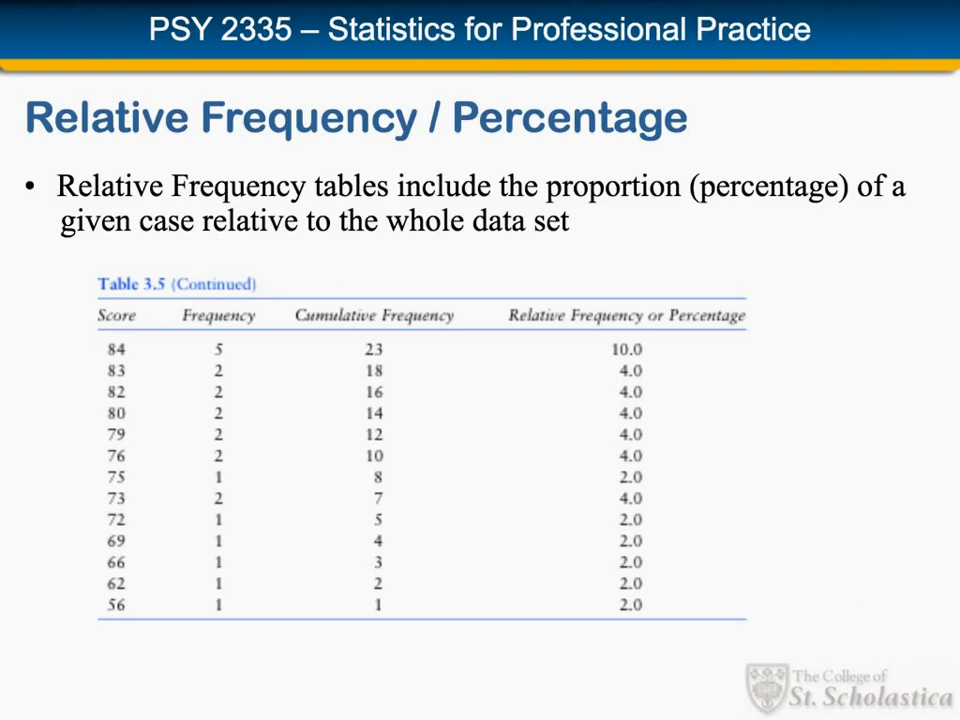 PSY 2335 – Statistics for Professional Practice
Relative Frequency / Percentage
• Relative Frequency tables include the proportion (percentage) of a
given case relative to the whole data set
Table 3.5 (Continued)
Score Frequency Cumulative Frequency Relative Frequency or Percentage
84 5 23 10.0
83 2 18 4.0
82 2 16 4.0
80 2 14 4.0
79 2 12 4.0
76 2 10 4.0
75 1 8 2.0
73 2 7 4.0
72 1 5 2.0
69 1 4 2.0
66 1 3 2.0
62 1 2 2.0
56 1 1 2.0
The College of
St. Scholastica